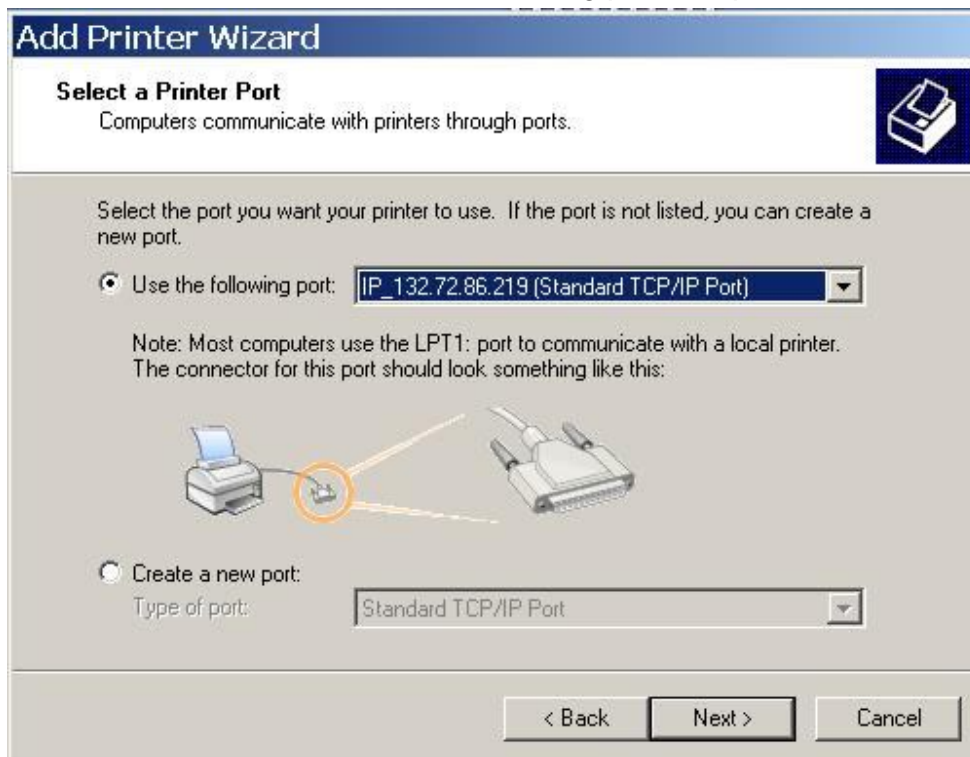 Add Printer Wizard
Select a Printer Port
Computers communicate with printers through ports.
Select the port you want your printer to use. If the port is not listed, you can create a
new port.
Use the following port: IP_132.72.86.219 (Standard TCP/IP Port)
Note: Most computers use the LPT1: port to communicate with a local printer.
The connector for this port should look something like this:
Create a new port:
Type of port: Standard TCP/IP Port
< Back Next > Cancel